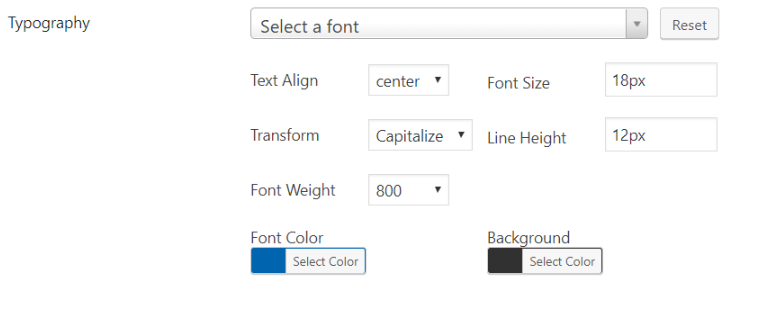 Typography Select a font Reset
Text Align center Font Size 18px
Transform Capitalize Line Height 12px
Font Weight 800
Font Color Background
Select Color Select Color